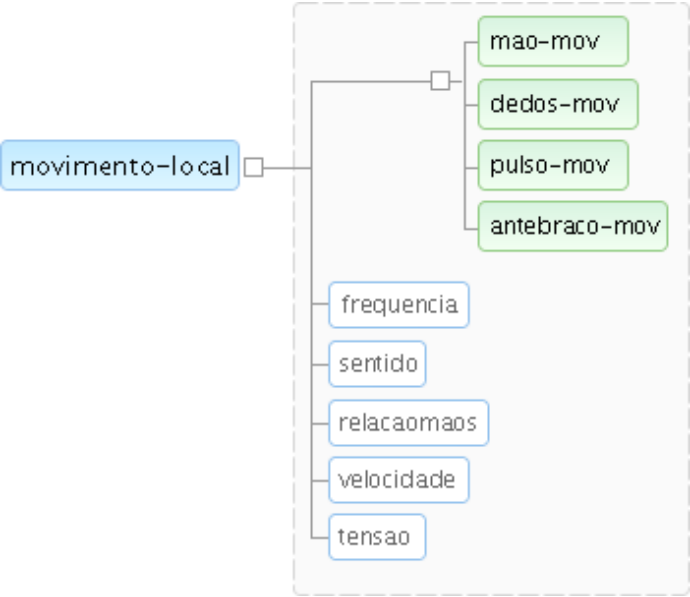 mao-mov
dedos-mov
movimento-local
pulso-mov
antebraco-mov
frequencia
sentido
relacaomaos
velocidade
tensao